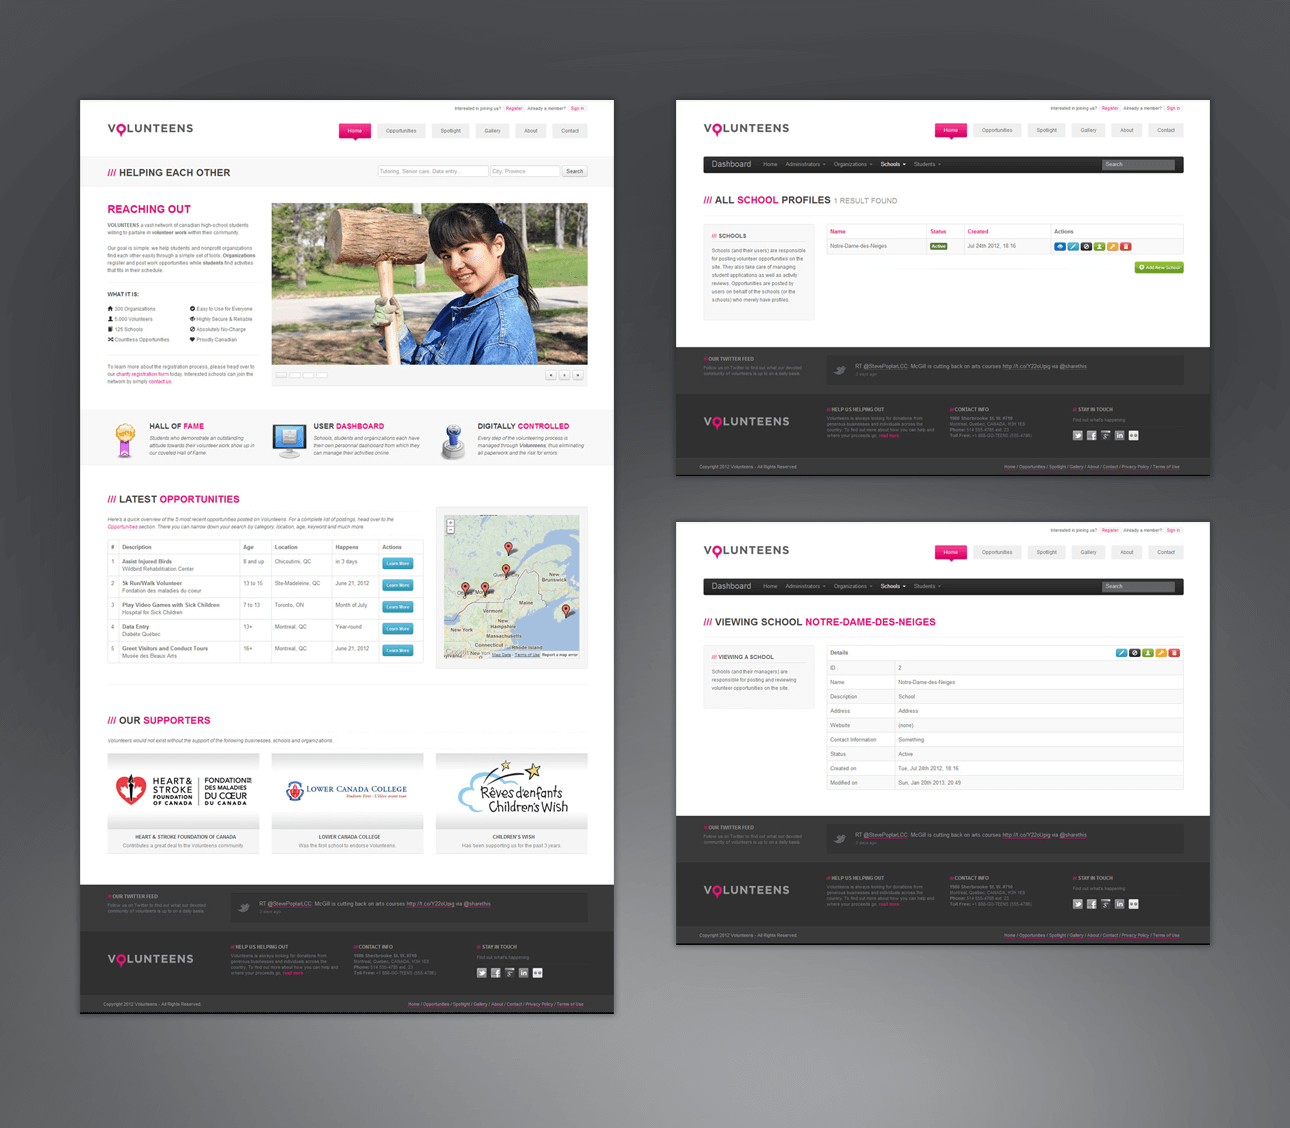 Interested in joining us? Register Already a member? Sign In
VOLUNTEENS
Home Opportunities Spotlight Gallery About Contact
/// HELPING EACH OTHER
Tutoring, Senior care, Data entry... City, Province Search
REACHING OUT
VOLUNTEENS a vast network of canadian high-school students
willing to partake in volunteer work within their community.
Our goal is simple: we help students and nonprofit organizations
find each other easily through a simple set of tools. Organizations
register and post work opportunities while students find activities
that fits in their schedule.
WHAT IT IS:
300 Organizations Easy to Use for Everyone
5,000 Volunteers Highly Secure & Reliable
125 Schools Absolutely No-Charge
Countless Opportunities Proudly Canadian
To learn more about the registration process, please head over to
our charity registration form today. Interested schools can join the
network by simply contact us.
HALL OF FAME
Students who demonstrate an outstanding
attitude towards their volunteer work show up in
our coveted Hall of Fame.
USER DASHBOARD
Schools, students and organizations each have
their own personal dashboard from which they
can manage their activities online.
DIGITALLY CONTROLLED
Every step of the volunteering process is
managed through Volunteens, thus eliminating
all paperwork and the risk for errors.
/// LATEST OPPORTUNITIES
Here's a quick overview of the 5 most recent opportunities posted on Volunteens. For a complete list of postings, head over to the
Opportunities section. There you can narrow down your search by category, location, age, keyword and much more.
# Description Age Location Happens Actions
1 Assist Injured Birds 8 and up Chicoutimi, QC in 3 days Learn More
Wildbird Rehabilitation Center
2 5k Run/Walk Volunteer 13 to 15 Ste-Madeleine, QC June 21, 2012 Learn More
Fondation des maladies du coeur
3 Play Video Games with Sick Children 7 to 13 Toronto, ON Month of July Learn More
Hospital for Sick Children
4 Data Entry 13+ Montreal, QC Year-round Learn More
Diabète Québec
5 Greet Visitors and Conduct Tours 16+ Montreal, QC June 21, 2012 Learn More
Musée des Beaux Arts
New
Brunswick
Maine
Vermont
New York
New
Hampshire
Massachusetts
Connecticut
Rhode Island
Map Data - Terms of Use Report a map error
/// OUR SUPPORTERS
Volunteens would not exist without the support of the following businesses, schools and organizations:
HEART &
STROKE
FOUNDATION
OF CANADA
FONDATION
DES MALADIES
DU CŒUR
DU CANADA
LOWER CANADA COLLEGE
Rêves d'enfants
Children's Wish
HEART & STROKE FOUNDATION OF CANADA
Contributes a great deal to the Volunteens community.
LOWER CANADA COLLEGE
Was the first school to endorse Volunteens.
CHILDREN'S WISH
Has been supporting us for the past 3 years.
/// OUR TWITTER FEED
Follow us on Twitter to find out what our devoted
community of volunteens is up to on a daily basis.
RT @StevePoplarLCC: McGill is cutting back on arts courses http://t.co/Y22sUpig via @sharethis
3 days ago
VOLUNTEENS
/// HELP US HELPING OUT
Volunteens is always looking for donations from
generous businesses and individuals across the
country. To find out more about how you can help and
where your proceeds go, read more.
/// CONTACT INFO
Montreal, Quebec, CANADA, H3H 1E8
Phone: 514 555-4785 ext. 23
Toll Free: +1 888-GO-TEENS (555-4786)
/// STAY IN TOUCH
Find out what's happening
Copyright 2012 Volunteens - All Rights Reserved.
Home / Opportunities / Spotlight / Gallery / About / Contact / Privacy Policy / Terms of Use
Interested in joining us? Register Already a member? Sign In
VOLUNTEENS
Home Opportunities Spotlight Gallery About Contact
Dashboard Home Administrators Organizations Schools Students Search
/// ALL SCHOOL PROFILES 1 RESULT FOUND
/// SCHOOLS
Schools (and their users) are responsible
for posting volunteer opportunities on
the site. They also take care of managing
student applications as well as activity
reviews. Opportunities are posted by
users on behalf of the schools (or the
schools) who merely have profiles.
Name Status Created Actions
Notre-Dame-des-Neiges Active Jul 24th 2012, 18:16
Add New School
/// OUR TWITTER FEED
Follow us on Twitter to find out what our devoted
community of volunteens is up to on a daily basis.
RT @StevePoplarLCC: McGill is cutting back on arts courses http://t.co/Y22sUpig via @sharethis
3 days ago
VOLUNTEENS
/// HELP US HELPING OUT
Volunteens is always looking for donations from
generous businesses and individuals across the
country. To find out more about how you can help and
where your proceeds go, read more.
/// CONTACT INFO
Montreal, Quebec, CANADA, H3H 1E8
Phone: 514 555-4785 ext. 23
Toll Free: +1 888-GO-TEENS (555-4786)
/// STAY IN TOUCH
Find out what's happening
Copyright 2012 Volunteens - All Rights Reserved.
Home / Opportunities / Spotlight / Gallery / About / Contact / Privacy Policy / Terms of Use
Interested in joining us? Register Already a member? Sign In
VOLUNTEENS
Home Opportunities Spotlight Gallery About Contact
Dashboard Home Administrators Organizations Schools Students Search
/// VIEWING SCHOOL NOTRE-DAME-DES-NEIGES
/// VIEWING A SCHOOL
Schools (and their managers) are
responsible for posting and reviewing
volunteer opportunities on the site.
Details
ID 2
Name Notre-Dame-des-Neiges
Description School
Address Address
Website (none)
Contact Information Something
Status Active
Created on Tue, Jul 24th 2012, 18:16
Modified on Sun, Jan 29th 2013, 20:49
/// OUR TWITTER FEED
Follow us on Twitter to find out what our devoted
community of volunteens is up to on a daily basis.
RT @StevePoplarLCC: McGill is cutting back on arts courses http://t.co/Y22sUpig via @sharethis
3 days ago
VOLUNTEENS
/// HELP US HELPING OUT
Volunteens is always looking for donations from
generous businesses and individuals across the
country. To find out more about how you can help and
where your proceeds go, read more.
/// CONTACT INFO
Montreal, Quebec, CANADA, H3H 1E8
Phone: 514 555-4785 ext. 23
Toll Free: +1 888-GO-TEENS (555-4786)
/// STAY IN TOUCH
Find out what's happening
Copyright 2012 Volunteens - All Rights Reserved.
Home / Opportunities / Spotlight / Gallery / About / Contact / Privacy Policy / Terms of Use